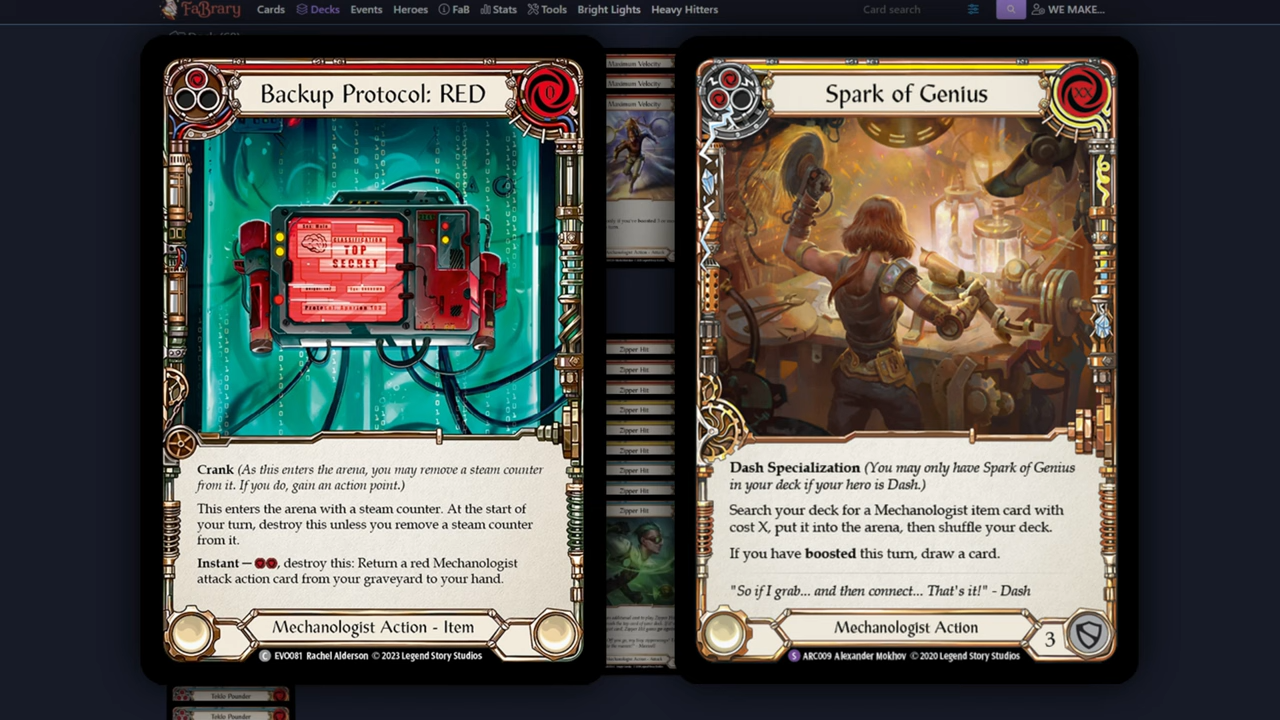 FaBrary
Cards
Decks
Events
Heroes
FaB
Stats
Tools
Bright Lights
Heavy Hitters
Card search
WE MAKE...
Backup Protocol: RED
0
TOP
SECRET
Crank (As this enters the arena, you may remove a steam counter
from it. If you do, gain an action point.)
This enters the arena with a steam counter. At the start of
your turn, destroy this unless you remove a steam counter
from it.
Instant — , destroy this: Return a red Mechanologist
attack action card from your graveyard to your hand.
Mechanologist Action - Item
C EVO081 Rachel Alderson © 2023 Legend Story Studios
Maximum Velocity
Maximum Velocity
Maximum Velocity
Zipper Hit
Zipper Hit
Zipper Hit
Zipper Hit
Zipper Hit
Zipper Hit
Zipper Hit
Zipper Hit
Zipper Hit
Spark of Genius
XX
Dash Specialization (You may only have Spark of Genius
in your deck if your hero is Dash.)
Search your deck for a Mechanologist item card with
cost X, put it into the arena, then shuffle your deck.
If you have boosted this turn, draw a card.
"So if I grab... and then connect... That's it!" - Dash
Mechanologist Action
3
S ARC009 Alexander Mokhov © 2020 Legend Story Studios
Teklo Pounder
Teklo Pounder